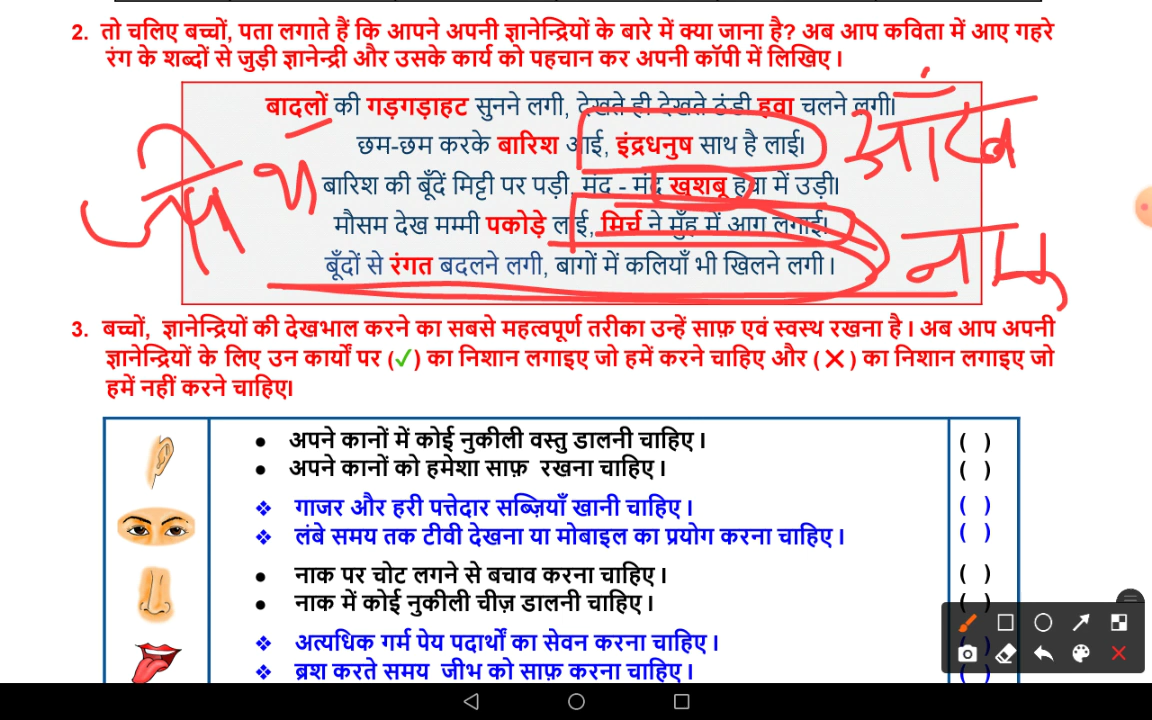 2. तो चलिए बच्चों, पता लगाते हैं कि आपने अपनी ज्ञानेन्द्रियों के बारे में क्या जाना है? अब आप कविता में आए गहरे
रंग के शब्दों से जुड़ी ज्ञानेन्द्री और उसके कार्य को पहचान कर अपनी कॉपी में लिखिए ।
बादलों की गड़गड़ाहट सुनने लगी, देखते ही देखते ठंडी हवा चलने लगी।
छम-छम करके बारिश आई, इंद्रधनुष साथ है लाई।
बारिश की बूँदें मिट्टी पर पड़ी, मंद - मंद खुशबू हवा में उड़ी।
मौसम देख मम्मी पकोड़े लाई, मिर्च ने मुँह में आग लगाई।
बूँदों से रंगत बदलने लगी, बागों में कलियाँ भी खिलने लगी ।
आँख
नाक
3. बच्चों, ज्ञानेन्द्रियों की देखभाल करने का सबसे महत्वपूर्ण तरीका उन्हें साफ़ एवं स्वस्थ रखना है । अब आप अपनी
ज्ञानेन्द्रियों के लिए उन कार्यों पर (✓) का निशान लगाइए जो हमें करने चाहिए और ( ✗ ) का निशान लगाइए जो
हमें नहीं करने चाहिए।
● अपने कानों में कोई नुकीली वस्तु डालनी चाहिए । ( )
● अपने कानों को हमेशा साफ़ रखना चाहिए । ( )
❖ गाजर और हरी पत्तेदार सब्ज़ियाँ खानी चाहिए । ( )
❖ लंबे समय तक टीवी देखना या मोबाइल का प्रयोग करना चाहिए । ( )
● नाक पर चोट लगने से बचाव करना चाहिए । ( )
● नाक में कोई नुकीली चीज़ डालनी चाहिए । ( )
❖ अत्यधिक गर्म पेय पदार्थों का सेवन करना चाहिए । ( )
❖ ब्रश करते समय जीभ को साफ़ करना चाहिए । ( )